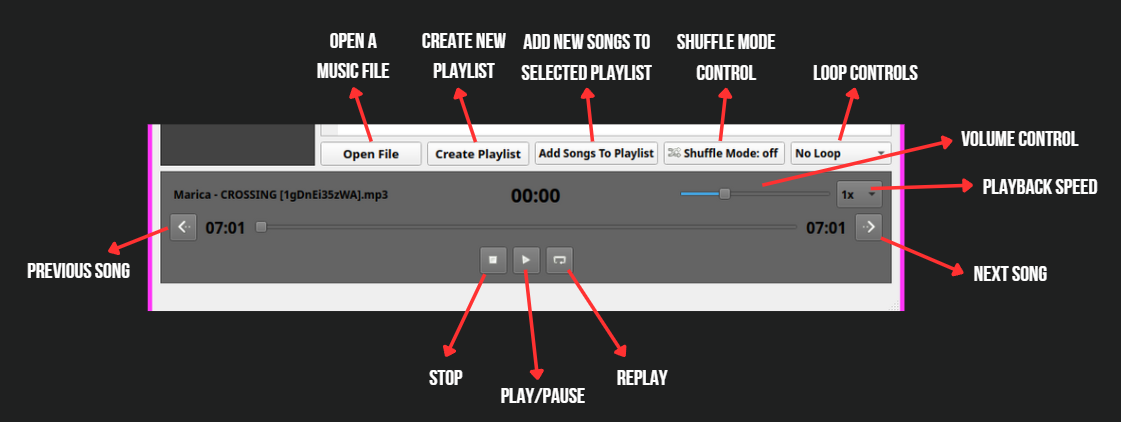 OPEN A
MUSIC FILE
CREATE NEW
PLAYLIST
ADD NEW SONGS TO
SELECTED PLAYLIST
SHUFFLE MODE
CONTROL
LOOP CONTROLS
VOLUME CONTROL
PLAYBACK SPEED
Open File
Create Playlist
Add Songs To Playlist
Shuffle Mode: off
No Loop
Marica - CROSSING [1gDnEi35zWA].mp3
00:00
1x
07:01
07:01
PREVIOUS SONG
NEXT SONG
STOP
PLAY/PAUSE
REPLAY